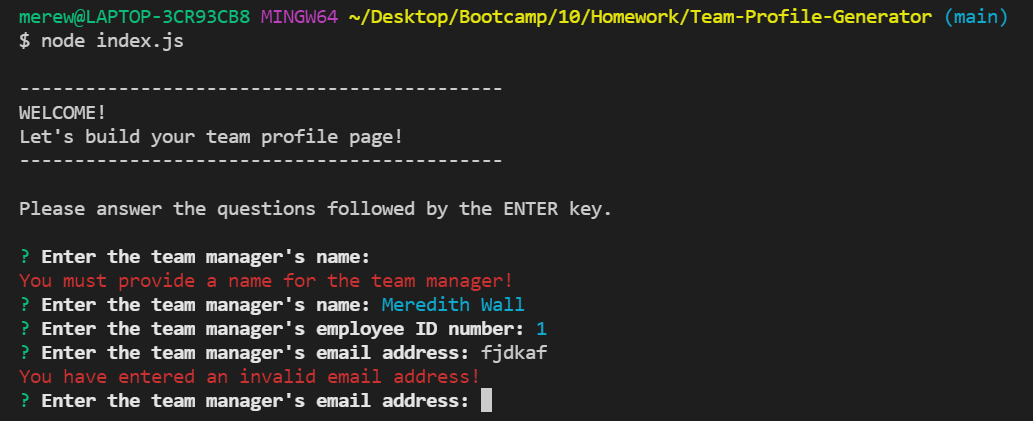 merew@LAPTOP-3CR93CB8 MINGW64 ~/Desktop/Bootcamp/10/Homework/Team-Profile-Generator (main)
$ node index.js
--------------------------------------------
WELCOME!
Let's build your team profile page!
--------------------------------------------
Please answer the questions followed by the ENTER key.
? Enter the team manager's name:
You must provide a name for the team manager!
? Enter the team manager's name: Meredith Wall
? Enter the team manager's employee ID number: 1
? Enter the team manager's email address: fjdkaf
You have entered an invalid email address!
? Enter the team manager's email address: